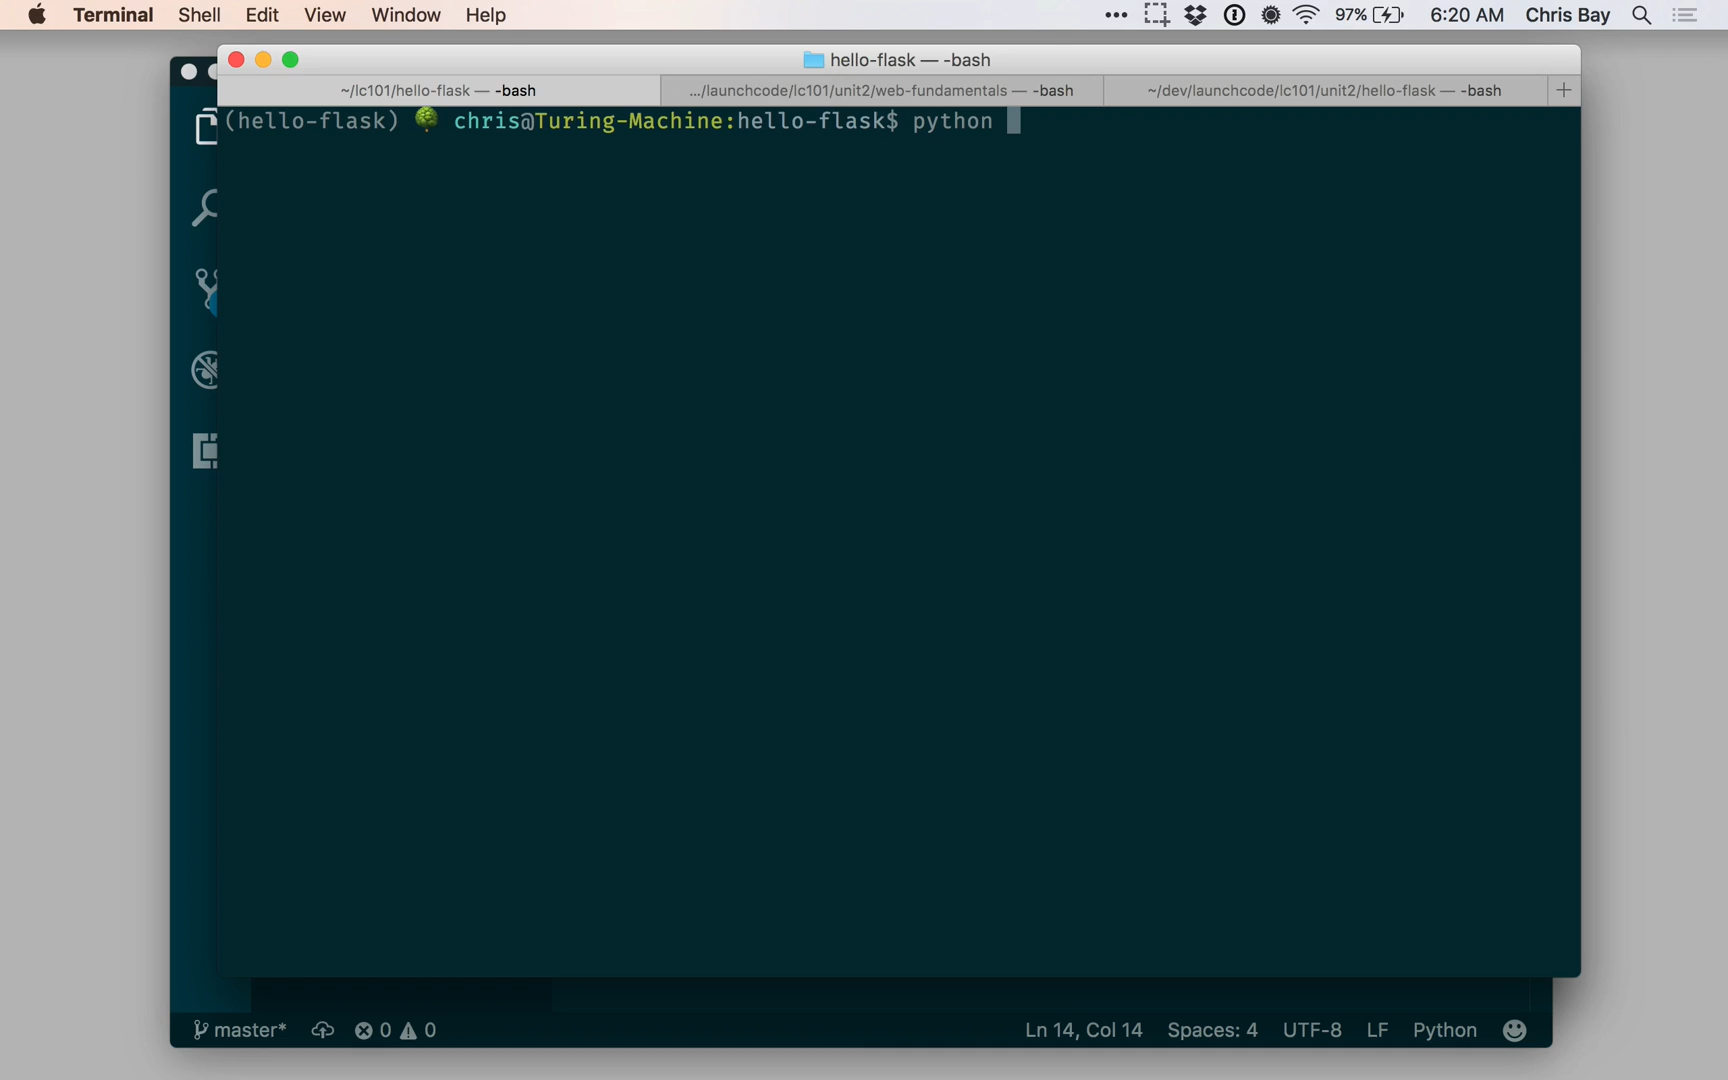 Terminal Shell Edit View Window Help 97% 6:20 AM Chris Bay
hello-flask — -bash
~/lc101/hello-flask — -bash .../launchcode/lc101/unit2/web-fundamentals — -bash ~/dev/launchcode/lc101/unit2/hello-flask — -bash +
(hello-flask) 🌳 chris@Turing-Machine:hello-flask$ python
master* 0 0 Ln 14, Col 14 Spaces: 4 UTF-8 LF Python